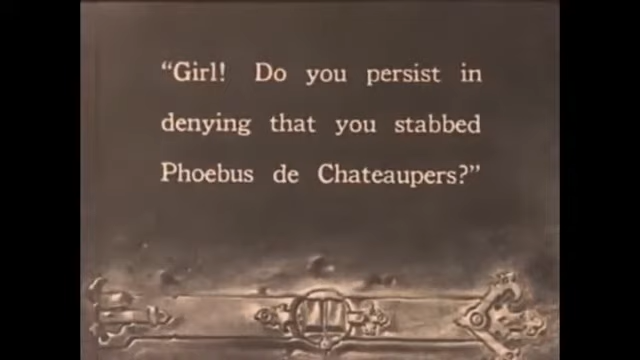 “Girl! Do you persist in
denying that you stabbed
Phoebus de Chateaupers?”